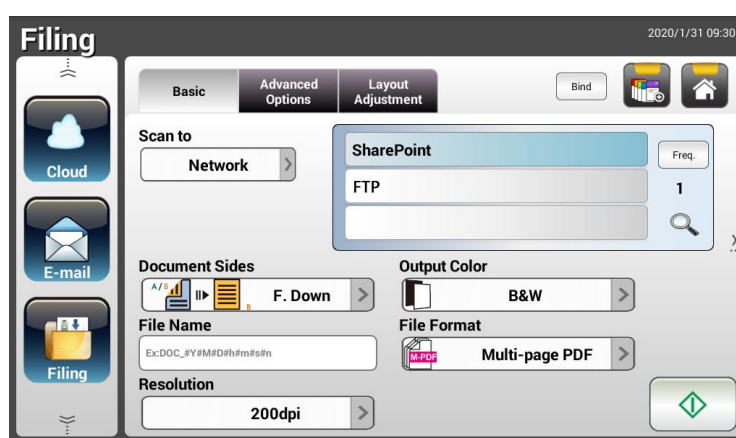 Filing
2020/1/31 09:30
Basic
Advanced
Options
Layout
Adjustment
Bind
Cloud
E-mail
Filing
Scan to
Network
SharePoint
FTP
Freq.
1
Document Sides
A/B
B
F. Down
Output Color
B&W
File Name
Ex:DOC_#Y#M#D#h#m#s#n
File Format
M-PDF
Multi-page PDF
Resolution
200dpi